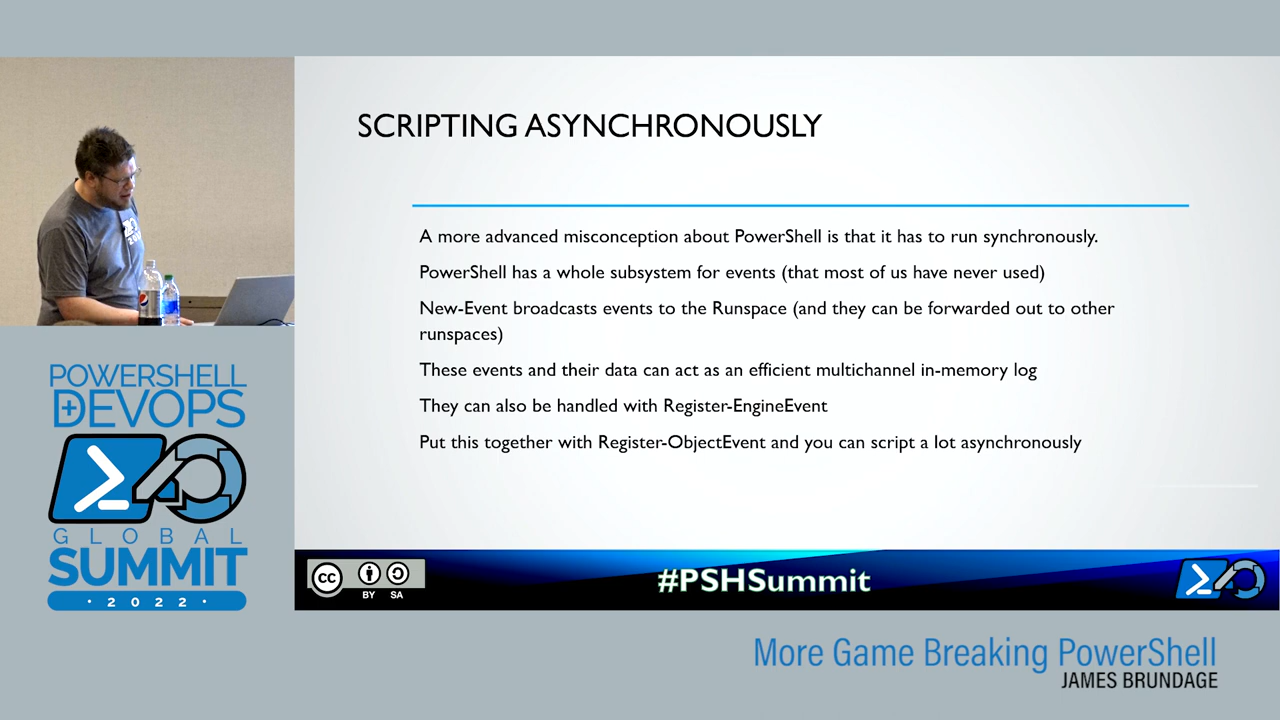 SCRIPTING ASYNCHRONOUSLY
A more advanced misconception about PowerShell is that it has to run synchronously.
PowerShell has a whole subsystem for events (that most of us have never used)
New-Event broadcasts events to the Runspace (and they can be forwarded out to other
runspaces)
These events and their data can act as an efficient multichannel in-memory log
They can also be handled with Register-EngineEvent
Put this together with Register-ObjectEvent and you can script a lot asynchronously
POWERSHELL
+DEVOPS
GLOBAL
SUMMIT
· 2022 ·
cc
BY SA
#PSHSummit
More Game Breaking PowerShell
JAMES BRUNDAGE